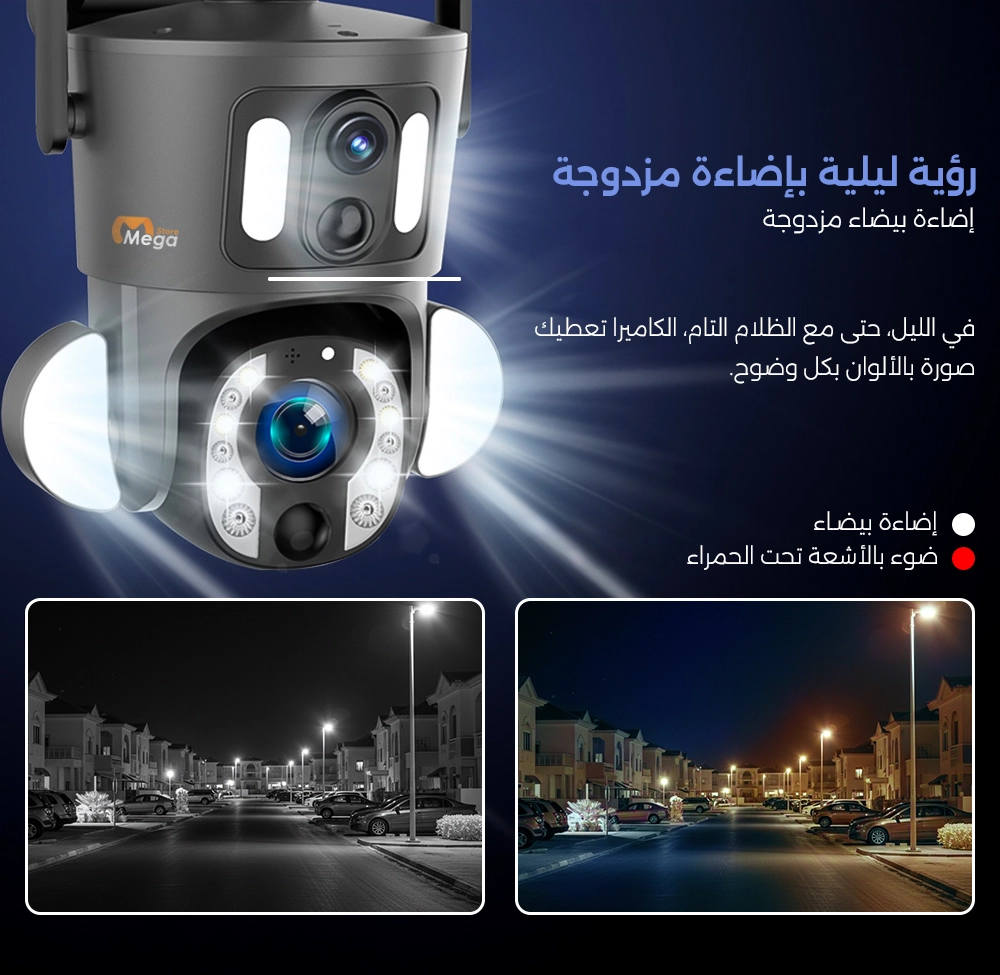 Mega Store
رؤية ليلية بإضاءة مزدوجة
إضاءة بيضاء مزدوجة
في الليل، حتى مع الظلام التام، الكاميرا تعطيك
صورة بالألوان بكل وضوح.
إضاءة بيضاء
ضوء بالأشعة تحت الحمراء